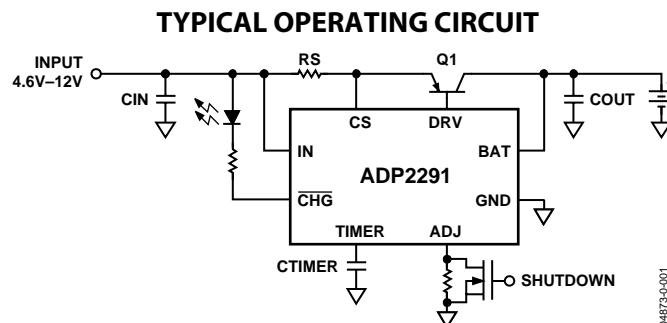 TYPICAL OPERATING CIRCUIT
INPUT
4.6V–12V
RS
Q1
CIN
COUT
CS
DRV
IN
BAT
ADP2291
CHG
GND
TIMER
ADJ
CTIMER
SHUTDOWN
04873-0-001